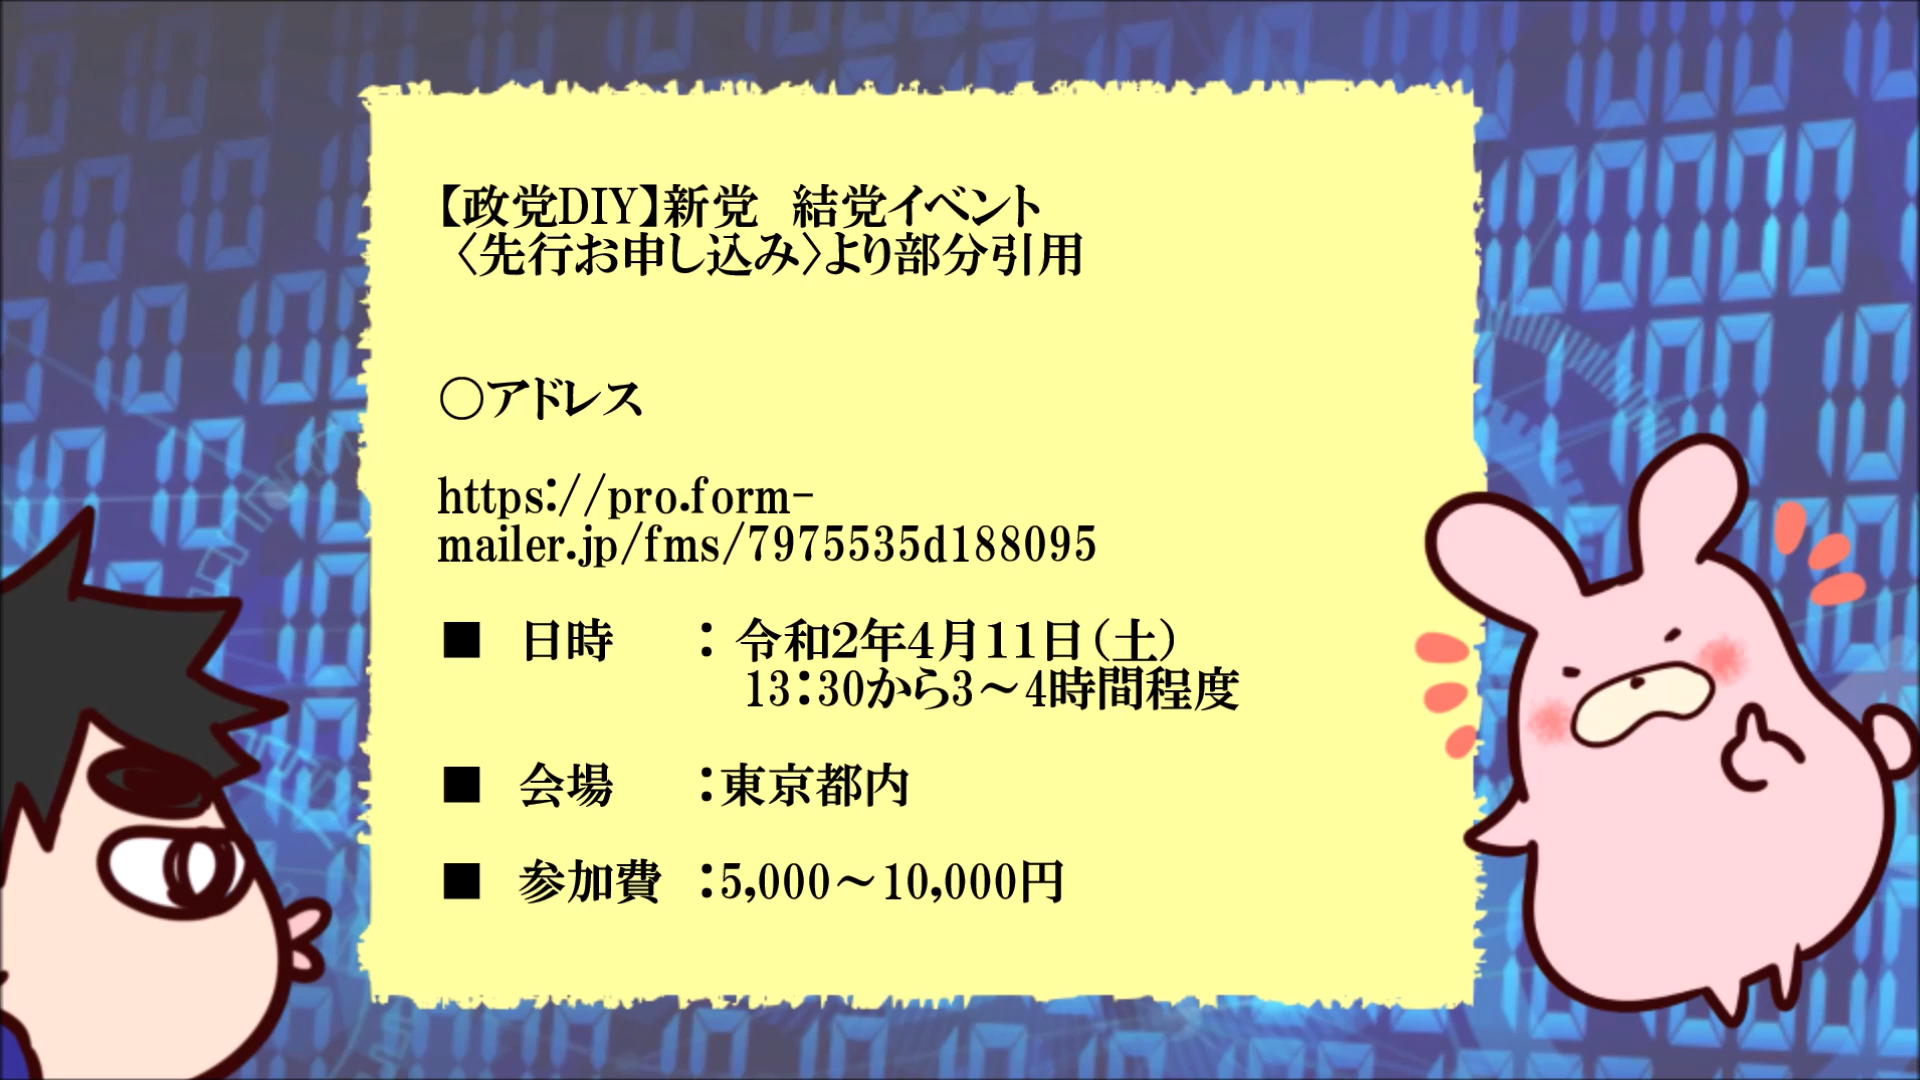 【政党DIY】新党　結党イベント
〈先行お申し込み〉より部分引用
○アドレス
https://pro.form-
mailer.jp/fms/7975535d188095
■　日時　　：令和2年4月11日（土）
13：30から3～4時間程度
■　会場　　：東京都内
■　参加費　：5,000～10,000円